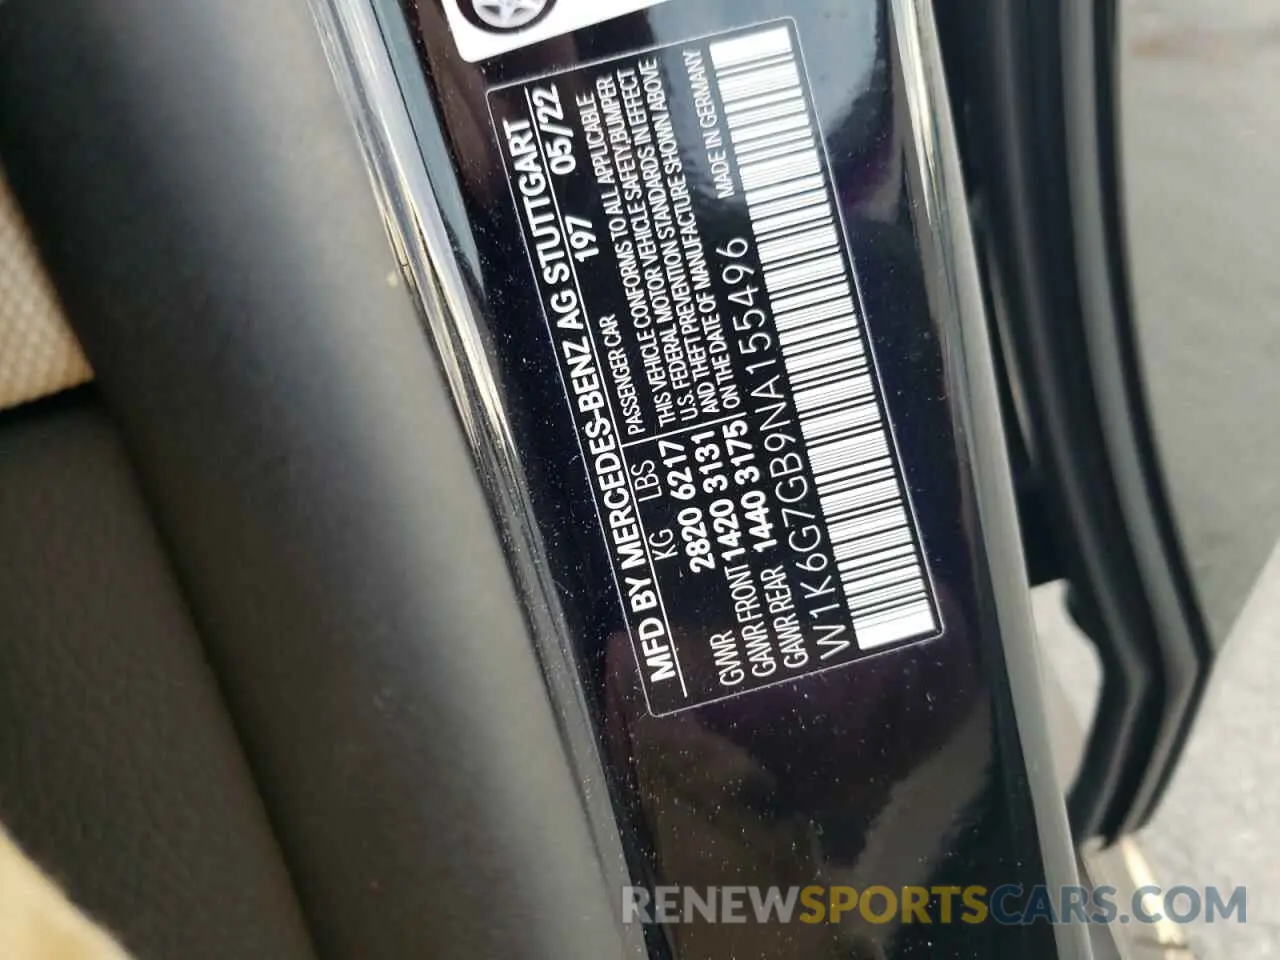 MFD BY MERCEDES-BENZ AG STUTTGART
KG LBS 197 05/22
GVWR 2820 6217
GAWR FRONT 1420 3131
GAWR REAR 1440 3175
PASSENGER CAR
THIS VEHICLE CONFORMS TO ALL APPLICABLE
U.S. FEDERAL MOTOR VEHICLE SAFETY, BUMPER
AND THEFT PREVENTION STANDARDS IN EFFECT
ON THE DATE OF MANUFACTURE SHOWN ABOVE
MADE IN GERMANY
W1K6G7GB9NA155496
RENEWSPORTSCARS.COM